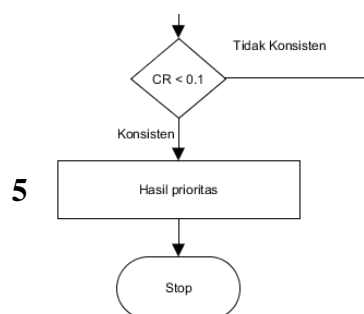 Tidak Konsisten
CR < 0.1
Konsisten
5
Hasil prioritas
Stop